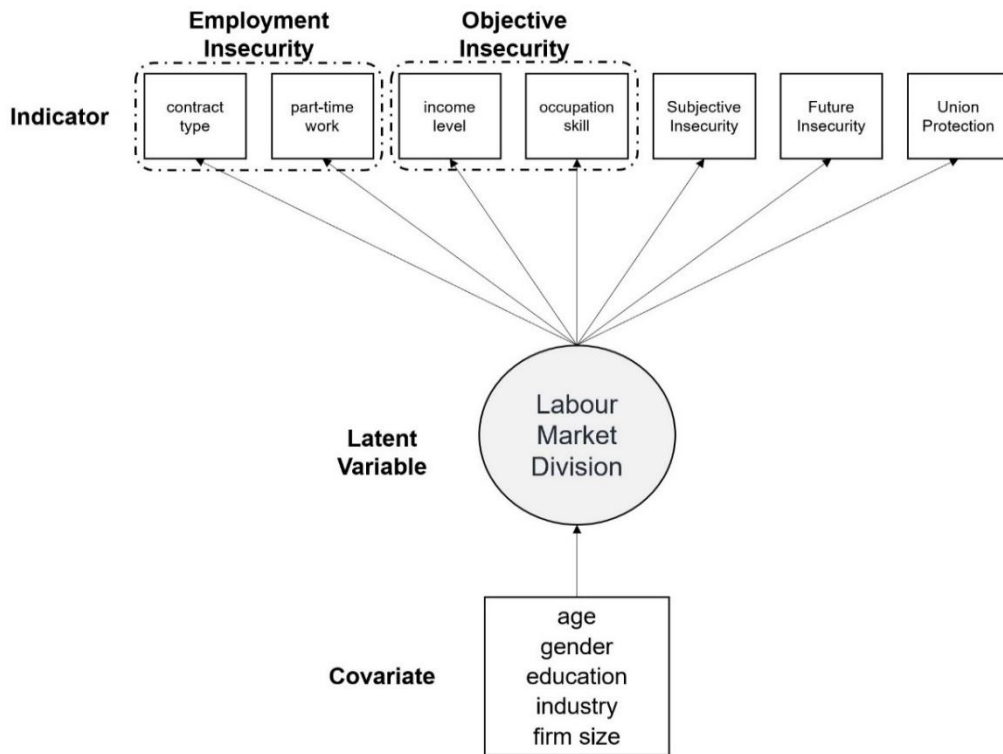 Employment
Insecurity
Objective
Insecurity
Indicator
contract
type
part-time
work
income
level
occupation
skill
Subjective
Insecurity
Future
Insecurity
Union
Protection
Latent
Variable
Labour
Market
Division
Covariate
age
gender
education
industry
firm size